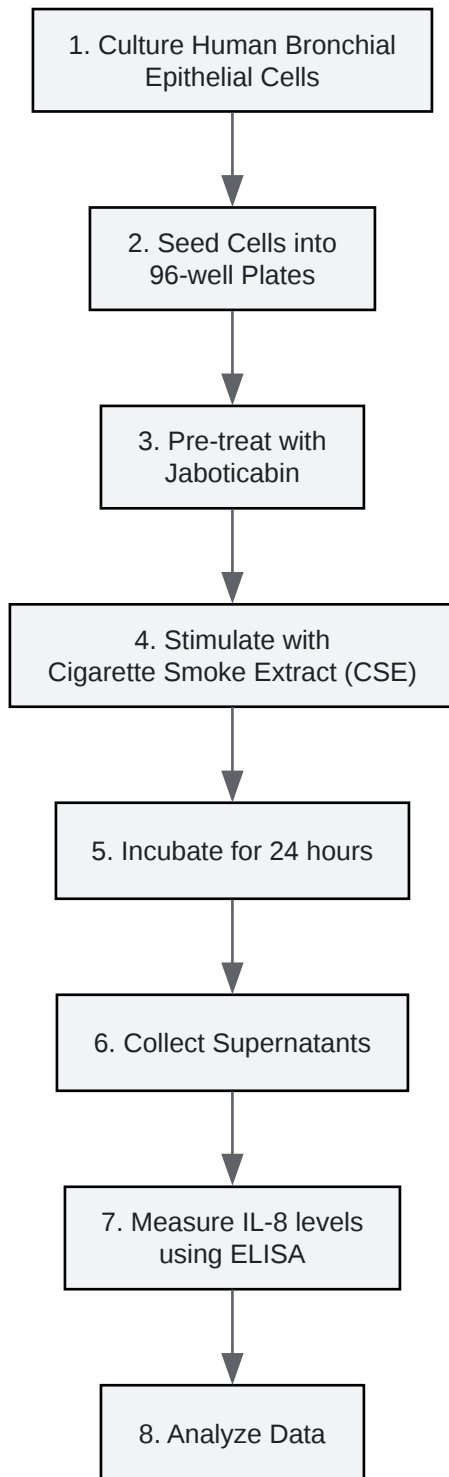 1. Culture Human Bronchial
Epithelial Cells
2. Seed Cells into
96-well Plates
3. Pre-treat with
Jaboticabin
4. Stimulate with
Cigarette Smoke Extract (CSE)
5. Incubate for 24 hours
6. Collect Supernatants
7. Measure IL-8 levels
using ELISA
8. Analyze Data